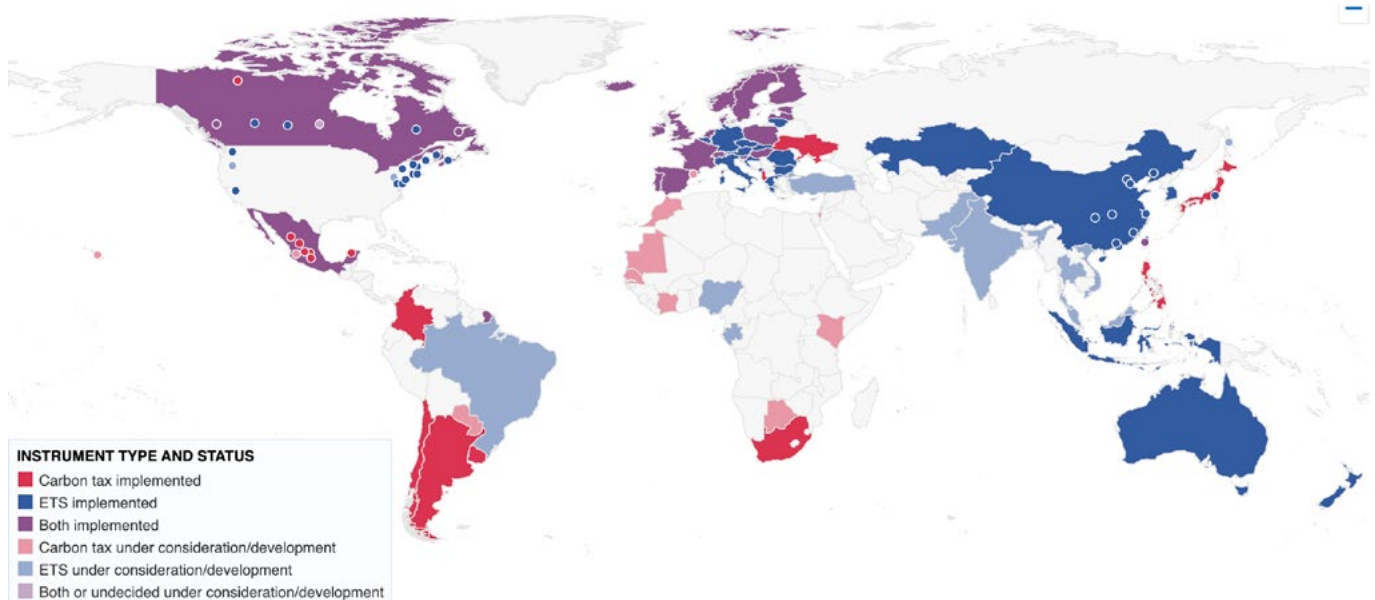 INSTRUMENT TYPE AND STATUS
Carbon tax implemented
ETS implemented
Both implemented
Carbon tax under consideration/development
ETS under consideration/development
Both or undecided under consideration/development